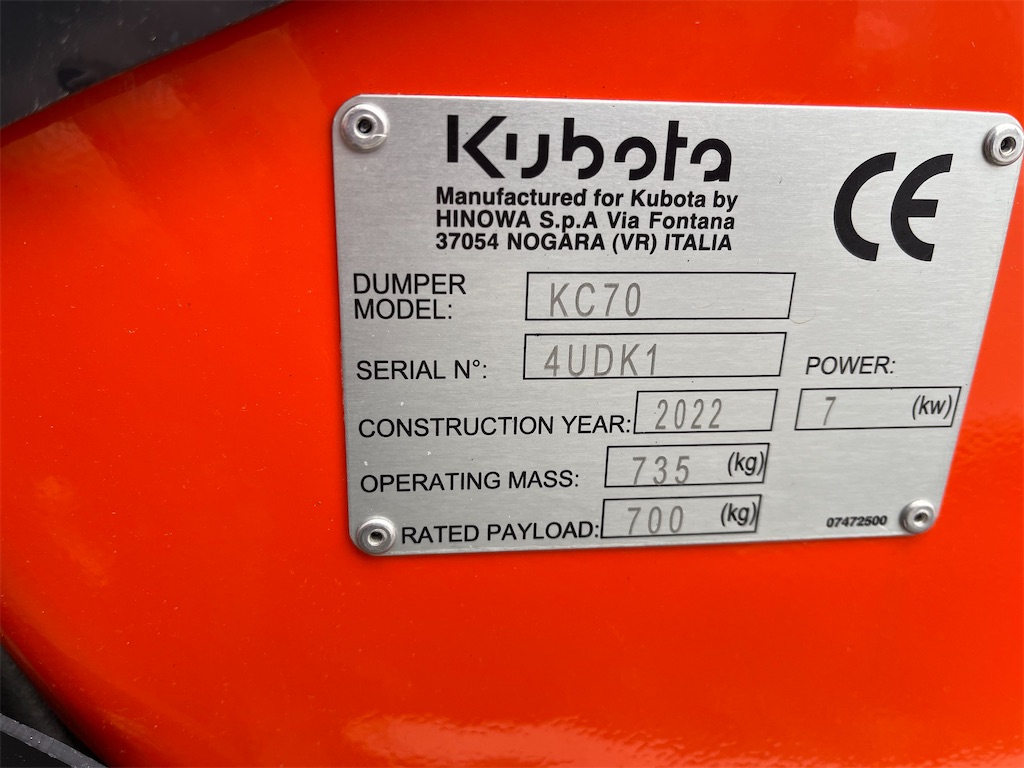 Kubota
CE
Manufactured for Kubota by
HINOWA S.p.A Via Fontana
37054 NOGARA (VR) ITALIA
DUMPER
MODEL: KC70
SERIAL N°: 4UDK1
POWER:
7 (kw)
CONSTRUCTION YEAR: 2022
OPERATING MASS: 735 (kg)
RATED PAYLOAD: 700 (kg)
07472500